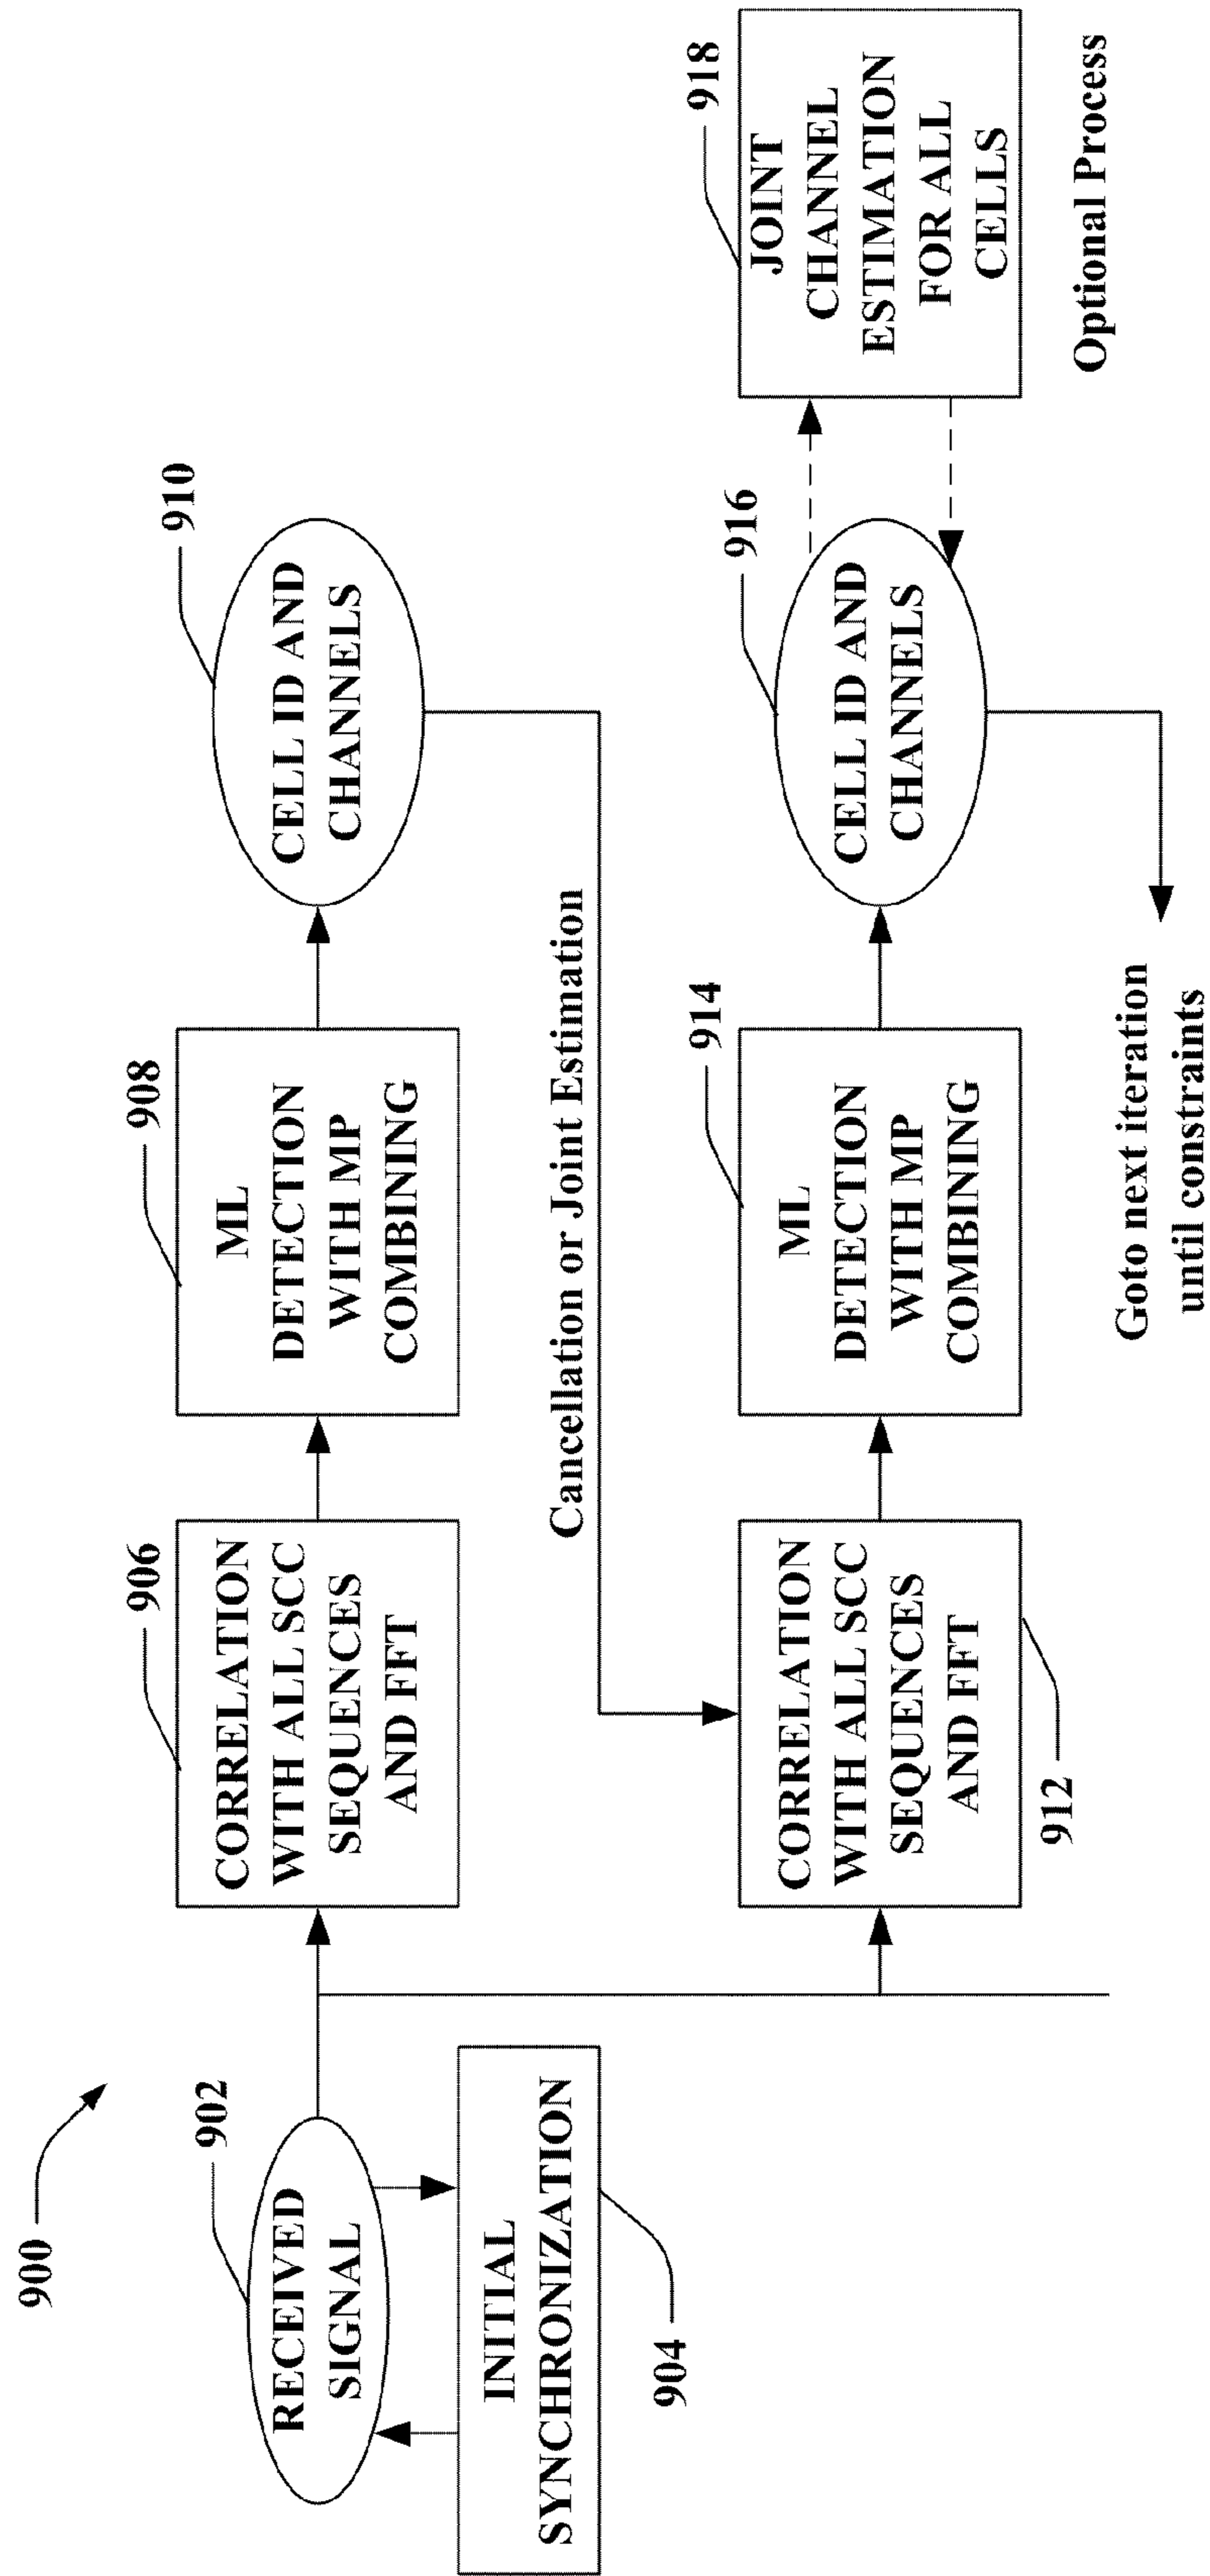 900
902
RECEIVED
SIGNAL
INITIAL
SYNCHRONIZATION
904
906
CORRELATION
WITH ALL SCC
SEQUENCES
AND FFT
908
ML
DETECTION
WITH MP
COMBINING
910
CELL ID AND
CHANNELS
Cancellation or Joint Estimation
CORRELATION
WITH ALL SCC
SEQUENCES
AND FFT
912
914
ML
DETECTION
WITH MP
COMBINING
916
CELL ID AND
CHANNELS
918
JOINT
CHANNEL
ESTIMATION
FOR ALL
CELLS
Optional Process
Goto next iteration
until constraints